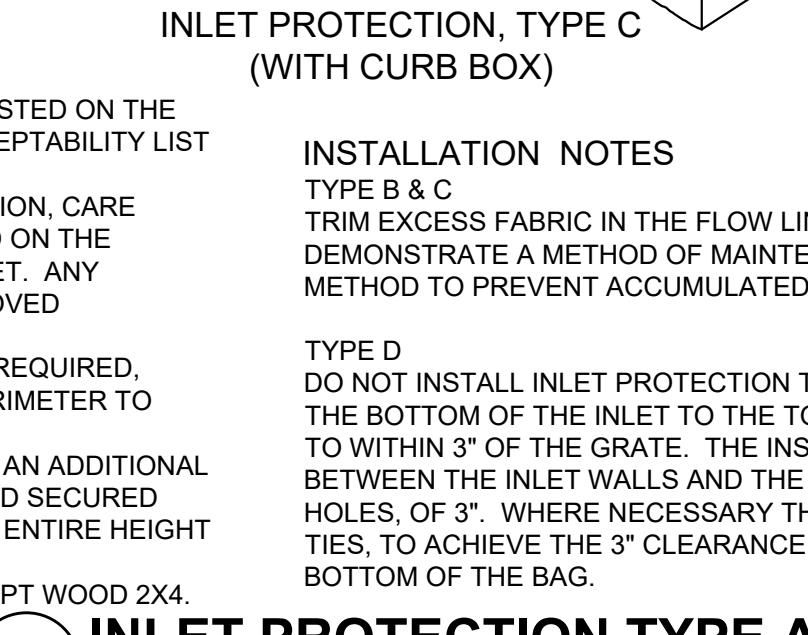 INLET PROTECTION, TYPE C
(WITH CURB BOX)
STED ON THE
EPTABILITY LIST
ION, CARE
ON THE
ET. ANY
OVED
REQUIRED,
RIMETER TO
AN ADDITIONAL
D SECURED
ENTIRE HEIGHT
PT WOOD 2X4.
INSTALLATION NOTES
TYPE B & C
TRIM EXCESS FABRIC IN THE FLOW LI
DEMONSTRATE A METHOD OF MAINTE
METHOD TO PREVENT ACCUMULATED
TYPE D
DO NOT INSTALL INLET PROTECTION T
THE BOTTOM OF THE INLET TO THE TO
TO WITHIN 3" OF THE GRATE. THE INS
BETWEEN THE INLET WALLS AND THE
HOLES, OF 3". WHERE NECESSARY TH
TIES, TO ACHIEVE THE 3" CLEARANCE
BOTTOM OF THE BAG.
INLET PROTECTION TYPE A